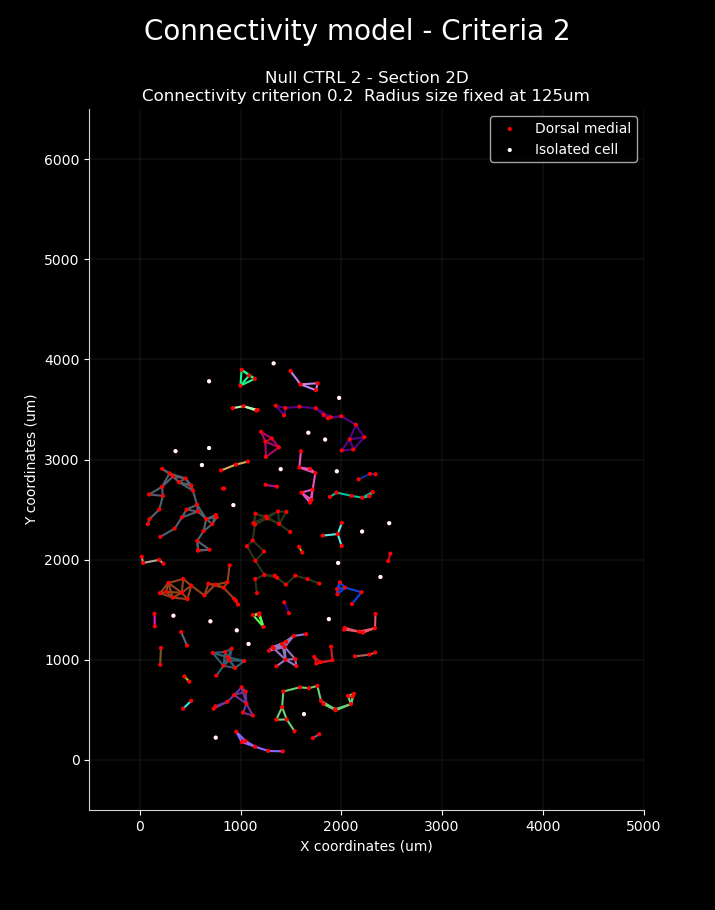 Connectivity model - Criteria 2
Null CTRL 2 - Section 2D
Connectivity criterion 0.2  Radius size fixed at 125um
Dorsal medial
Isolated cell
6000
5000
4000
3000
2000
1000
0
Y coordinates (um)
0 1000 2000 3000 4000 5000
X coordinates (um)